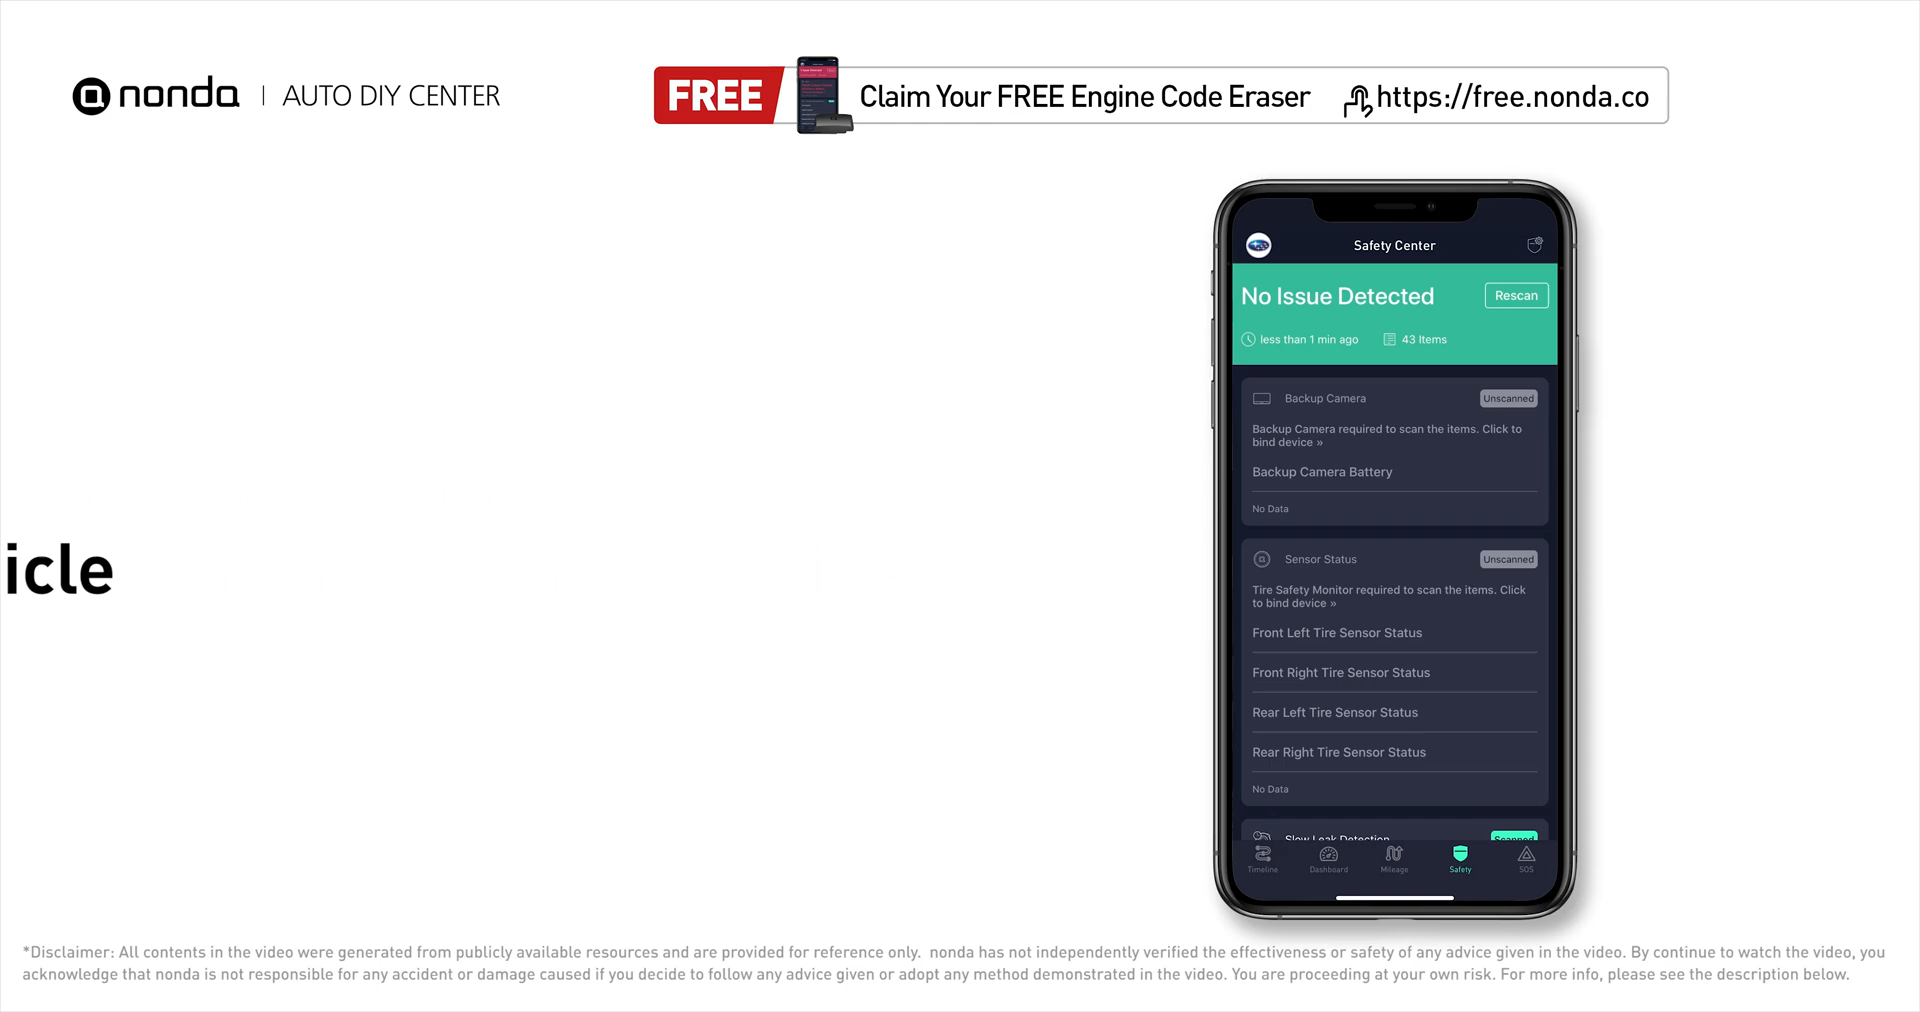 nonda | AUTO DIY CENTER
FREE Claim Your FREE Engine Code Eraser https://free.nonda.co
Safety Center
No Issue Detected Rescan
less than 1 min ago 43 Items
Backup Camera Unscanned
Backup Camera required to scan the items. Click to
bind device »
Backup Camera Battery
No Data
Sensor Status Unscanned
Tire Safety Monitor required to scan the items. Click
to bind device »
Front Left Tire Sensor Status
Front Right Tire Sensor Status
Rear Left Tire Sensor Status
Rear Right Tire Sensor Status
No Data
Slow Leak Detection Scanned
Timeline Dashboard Mileage Safety SOS
icle
*Disclaimer: All contents in the video were generated from publicly available resources and are provided for reference only. nonda has not independently verified the effectiveness or safety of any advice given in the video. By continue to watch the video, you
acknowledge that nonda is not responsible for any accident or damage caused if you decide to follow any advice given or adopt any method demonstrated in the video. You are proceeding at your own risk. For more info, please see the description below.